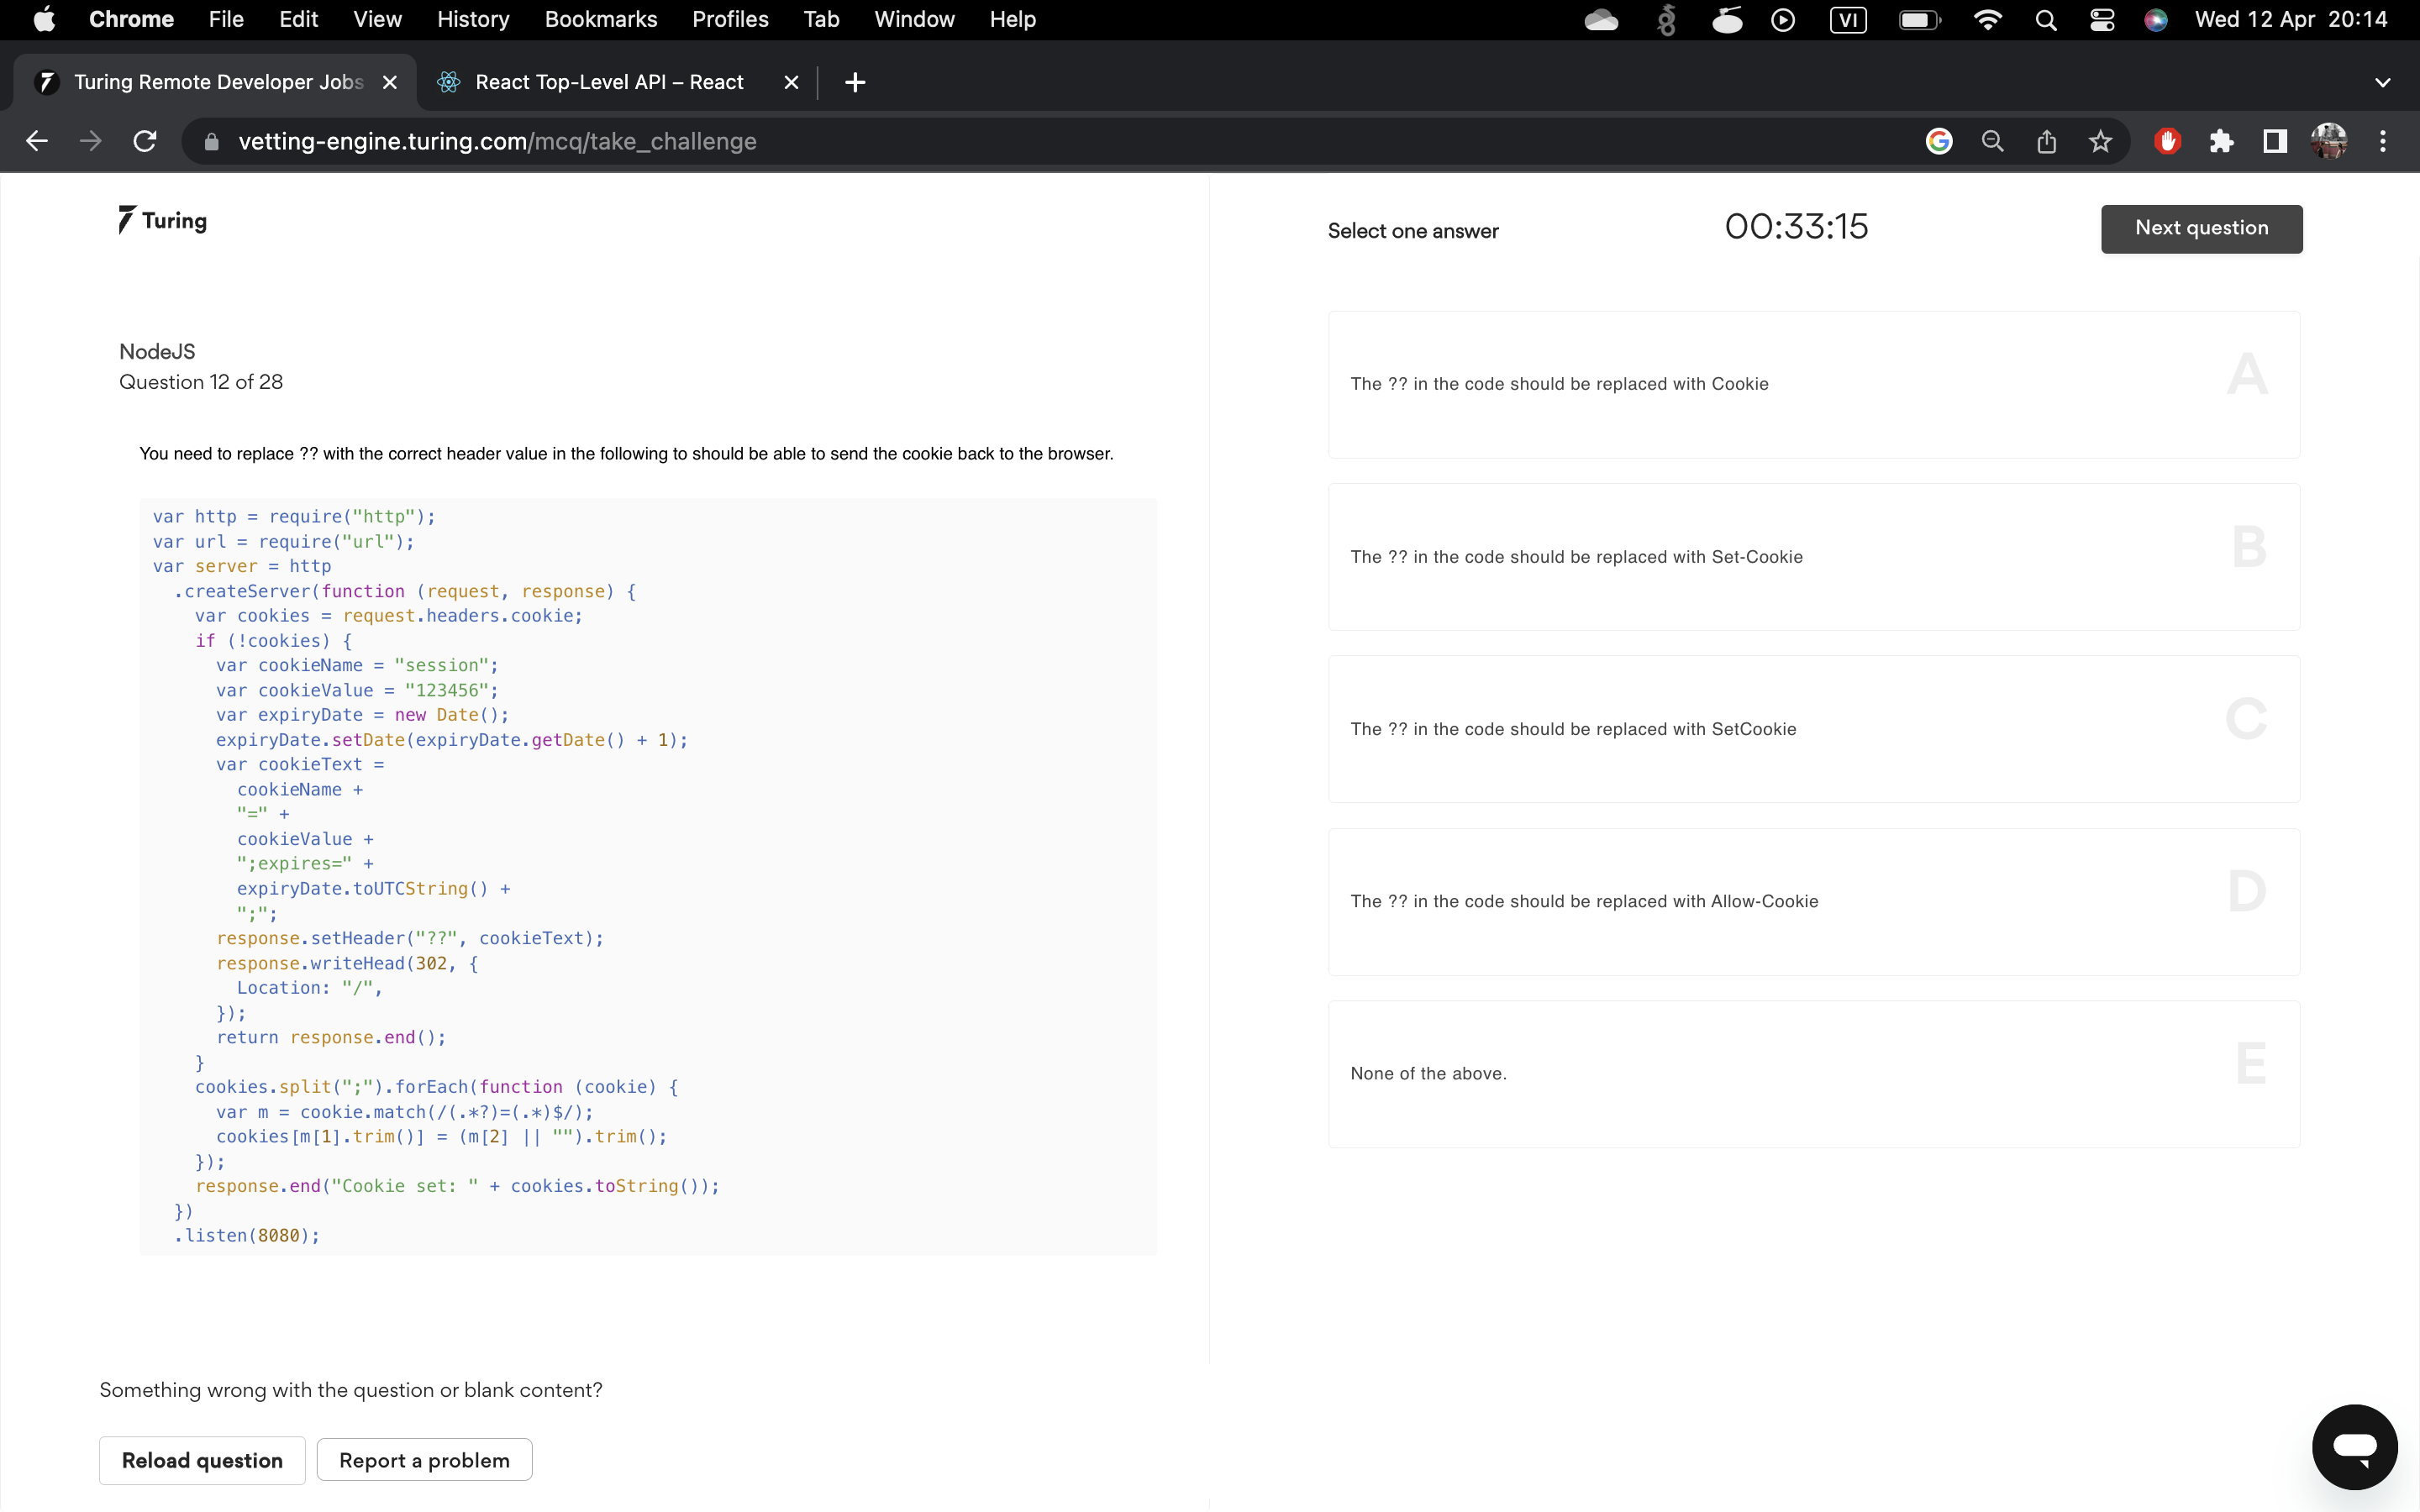 Chrome File Edit View History Bookmarks Profiles Tab Window Help VI Wed 12 Apr 20:14
Turing Remote Developer Jobs
React Top-Level API – React
vetting-engine.turing.com/mcq/take_challenge
Turing
Select one answer
00:33:15
Next question
NodeJS
Question 12 of 28
You need to replace ?? with the correct header value in the following to should be able to send the cookie back to the browser.
var http = require("http");
var url = require("url");
var server = http
  .createServer(function (request, response) {
    var cookies = request.headers.cookie;
    if (!cookies) {
      var cookieName = "session";
      var cookieValue = "123456";
      var expiryDate = new Date();
      expiryDate.setDate(expiryDate.getDate() + 1);
      var cookieText =
        cookieName +
        "=" +
        cookieValue +
        ";expires=" +
        expiryDate.toUTCString() +
        ";";
      response.setHeader("??", cookieText);
      response.writeHead(302, {
        Location: "/",
      });
      return response.end();
    }
    cookies.split(";").forEach(function (cookie) {
      var m = cookie.match(/(.*?)=(.*)$/);
      cookies[m[1].trim()] = (m[2] || "").trim();
    });
    response.end("Cookie set: " + cookies.toString());
  })
  .listen(8080);
The ?? in the code should be replaced with Cookie
A
The ?? in the code should be replaced with Set-Cookie
B
The ?? in the code should be replaced with SetCookie
C
The ?? in the code should be replaced with Allow-Cookie
D
None of the above.
E
Something wrong with the question or blank content?
Reload question
Report a problem